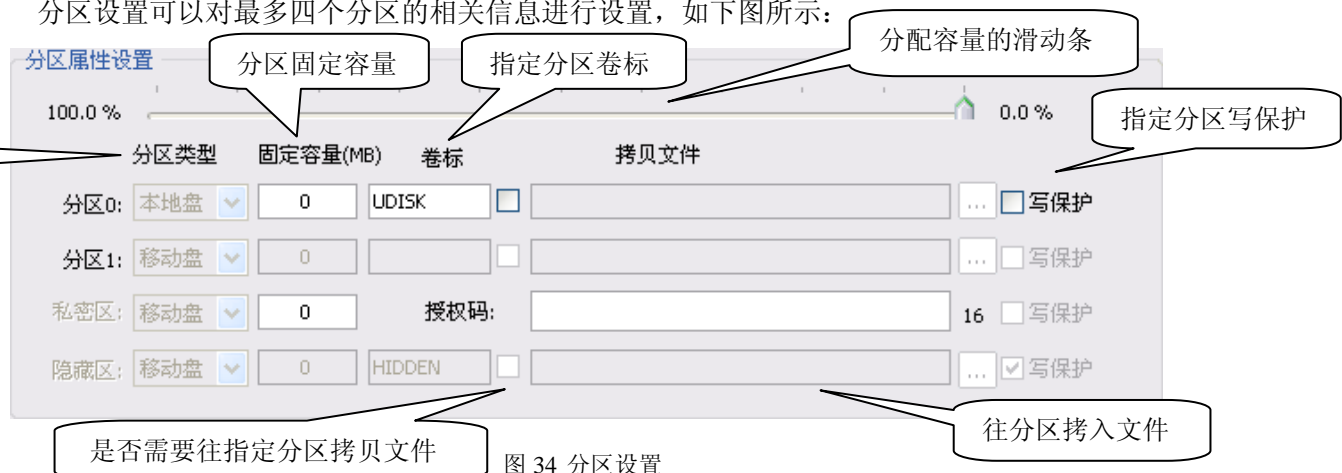 分区设置可以对最多四个分区的相关信息进行设置，如下图所示：
分区属性设置
分区固定容量
指定分区卷标
分配容量的滑动条
100.0 %
0.0 %
指定分区写保护
分区类型 固定容量(MB) 卷标 拷贝文件
分区0: 本地盘 0 UDISK ... 写保护
分区1: 移动盘 0 ... 写保护
私密区: 移动盘 0 授权码: 16 写保护
隐藏区: 移动盘 0 HIDDEN ... 写保护
是否需要往指定分区拷贝文件
往分区拷入文件
图 34 分区设置